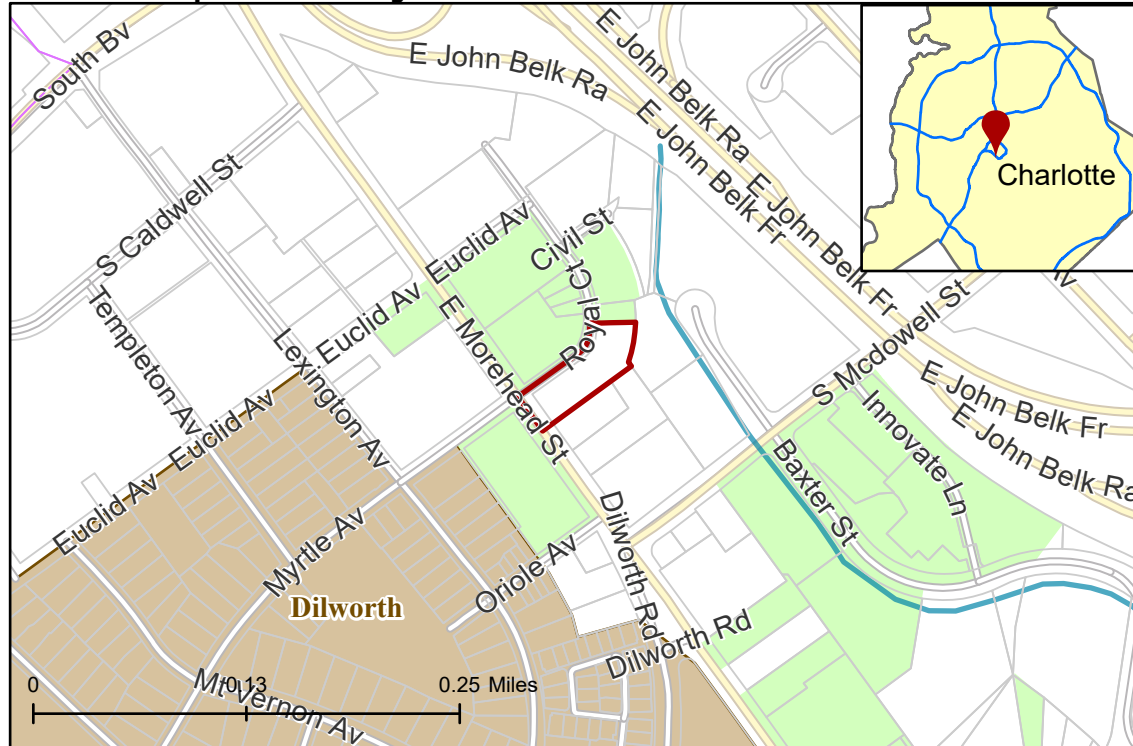 South Bv
E John Belk Ra
E John Belk Ra
E John Belk Fr
E John Belk Fr
Charlotte
S Caldwell St
Euclid Av
Civil St
Royal Ct
Templeton Av
Lexington Av
Euclid Av
E Morehead St
S Mcdowell St
Av
E John Belk Fr
E John Belk Ra
Euclid Av
Euclid Av
Innovate Ln
Baxter St
Myrtle Av
Oriole Av
Dilworth Rd
Dilworth
Dilworth Rd
Mt Vernon Av
0
0.13
0.25 Miles